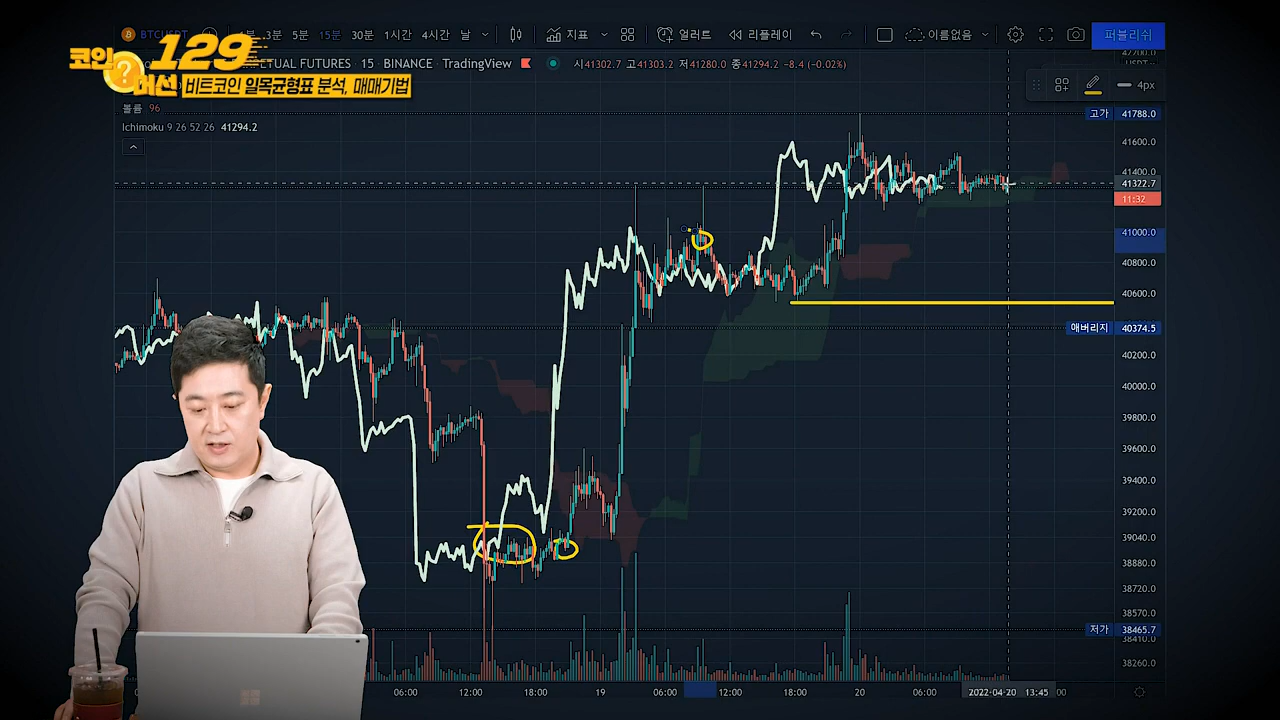 코인 129
머선
비트코인 일목균형표 분석, 매매기법
BTCUSDT 3분 5분 15분 30분 1시간 4시간 날 지표 얼러트 리플레이 이름없음 퍼블리쉬
FUTURES · 15 · BINANCE · TradingView 시41302.7 고41303.2 저41280.0 종41294.2 −8.4 (−0.02%)
볼륨 96
Ichimoku 9 26 52 26 41294.2
4px
고가 41788.0
41600.0
41400.0
41322.7
11:32
41000.0
40800.0
40600.0
애버리지 40374.5
40200.0
40000.0
39800.0
39600.0
39400.0
39200.0
39040.0
38880.0
38720.0
38570.0
저가 38465.7
38410.0
38260.0
06:00 12:00 18:00 19 06:00 12:00 18:00 20 06:00 2022-04-20 13:45